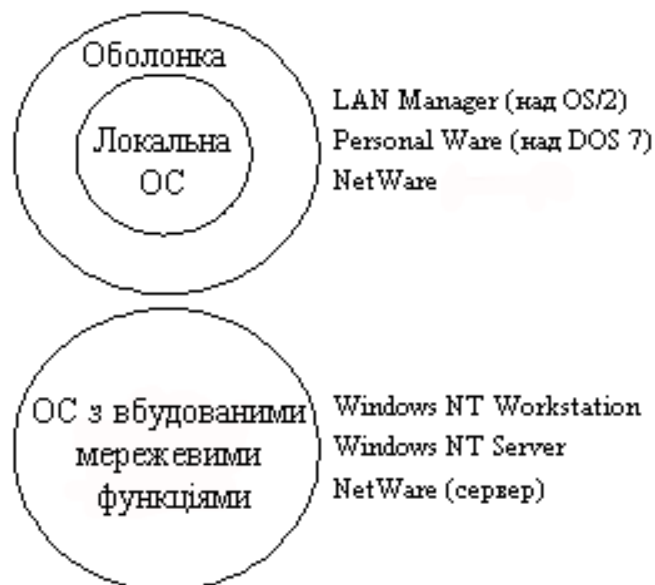 Оболонка
Локальна
ОС
LAN Manager (над OS/2)
Personal Ware (над DOS 7)
NetWare
ОС з вбудованими
мережевими
функціями
Windows NT Workstation
Windows NT Server
NetWare (сервер)